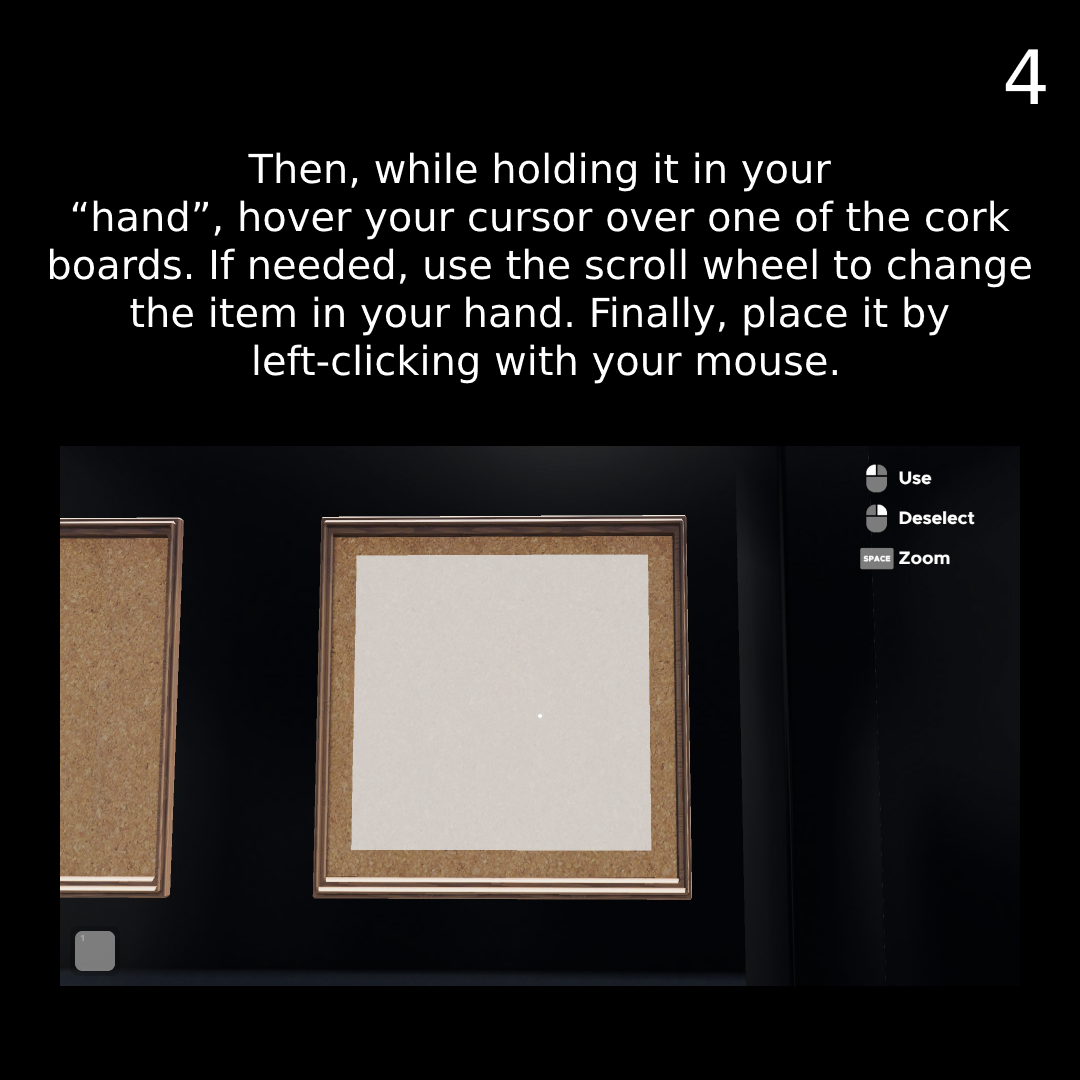 4
Then, while holding it in your
“hand”, hover your cursor over one of the cork
boards. If needed, use the scroll wheel to change
the item in your hand. Finally, place it by
left-clicking with your mouse.
Use
Deselect
SPACE Zoom
1